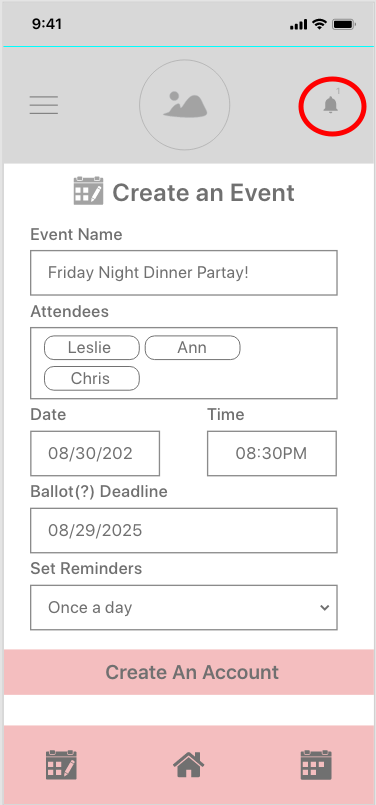 9:41
1
Create an Event
Event Name
Friday Night Dinner Partay!
Attendees
Leslie Ann
Chris
Date Time
08/30/202 08:30PM
Ballot(?) Deadline
08/29/2025
Set Reminders
Once a day
Create An Account